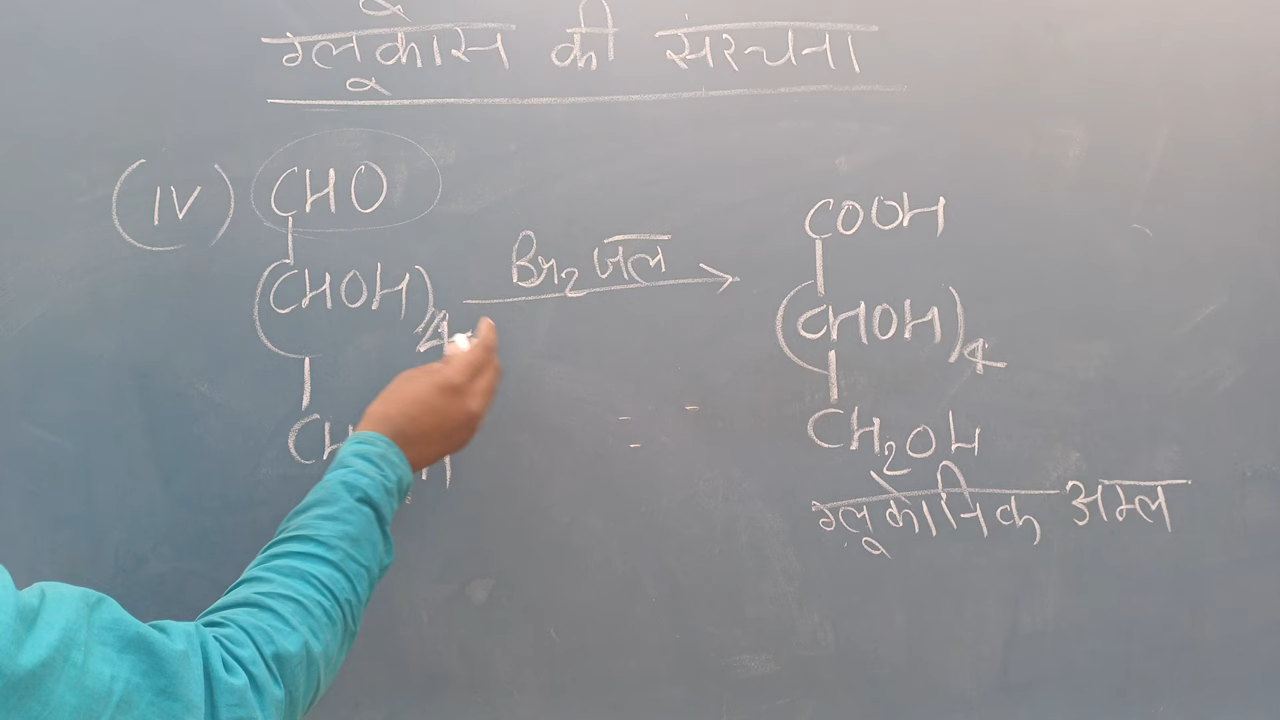 ग्लूकोस की संरचना
(IV) CHO
(CHOH)4
Br2 जल
COOH
(CHOH)4
CH2OH
ग्लूकोनिक अम्ल